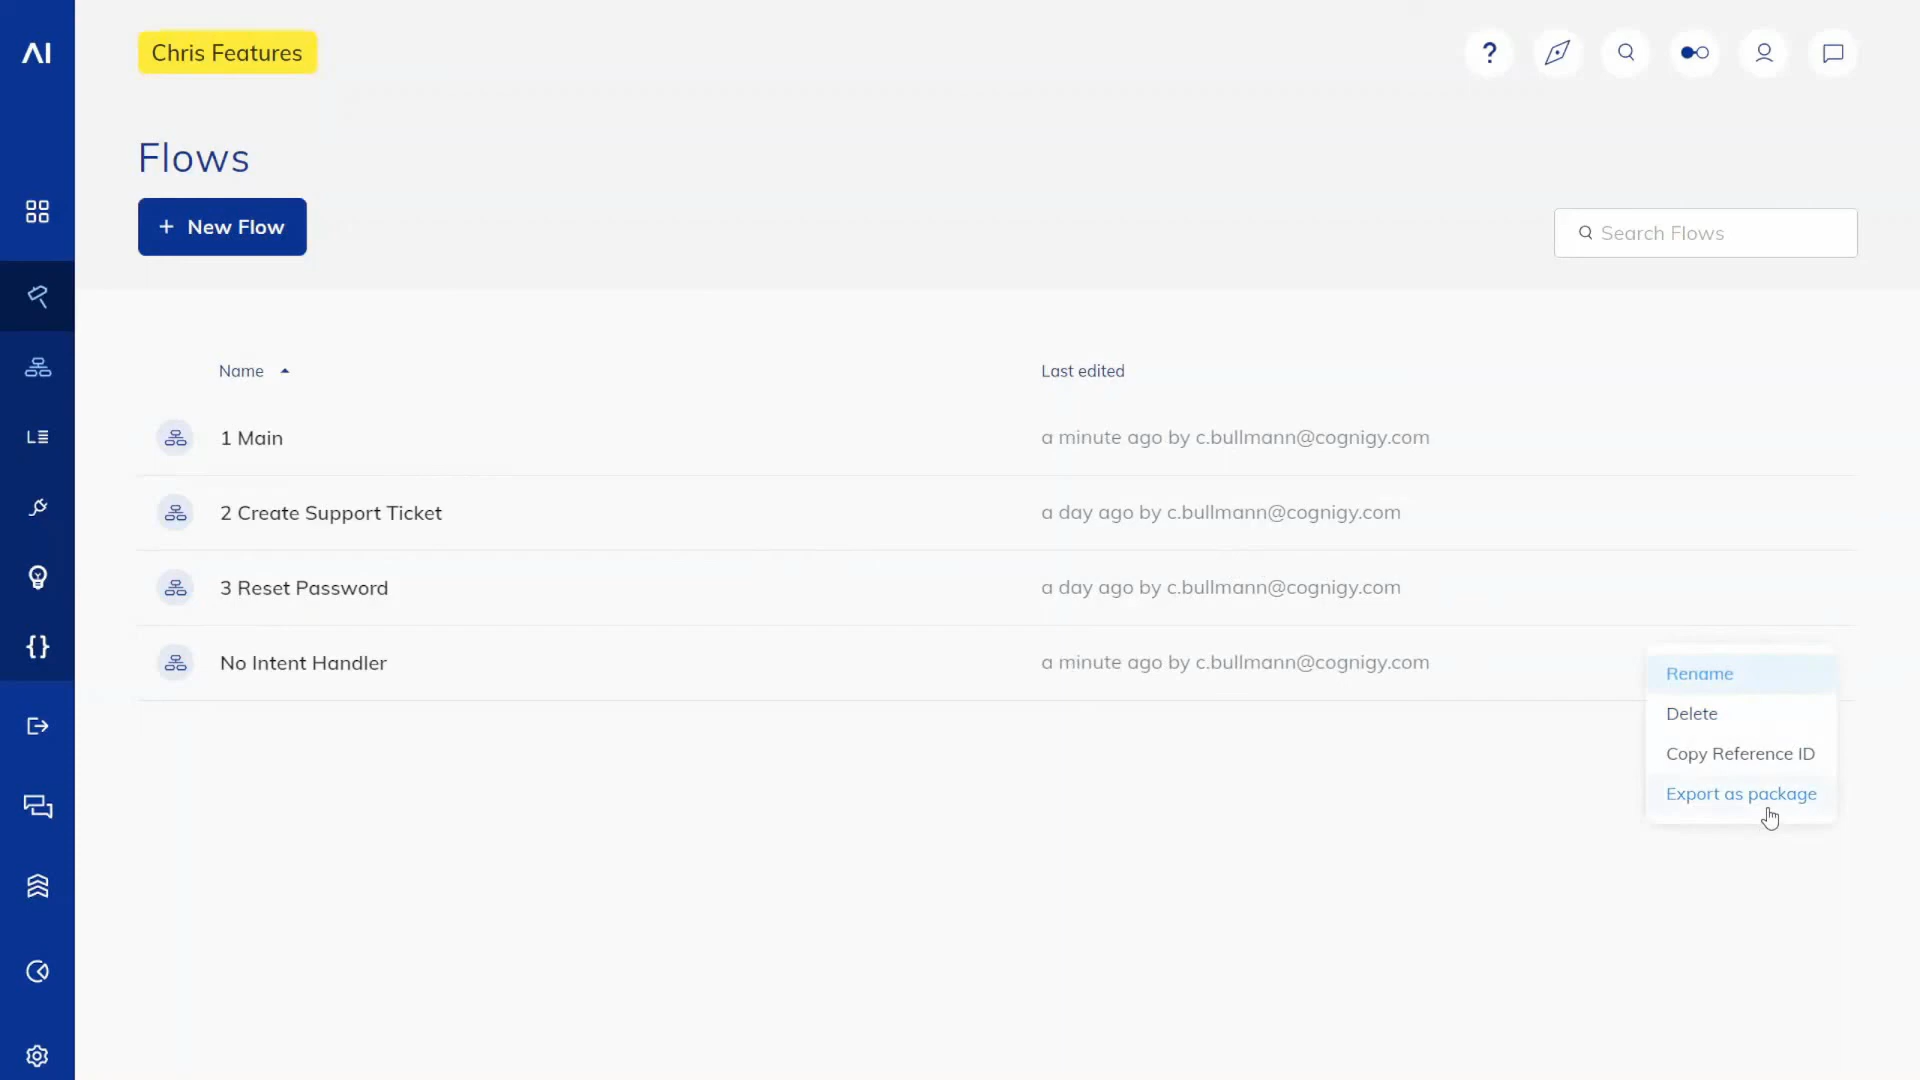 AI
Chris Features
?
Flows
+ New Flow
Search Flows
Name
Last edited
1 Main
a minute ago by c.bullmann@cognigy.com
2 Create Support Ticket
a day ago by c.bullmann@cognigy.com
3 Reset Password
a day ago by c.bullmann@cognigy.com
No Intent Handler
a minute ago by c.bullmann@cognigy.com
Rename
Delete
Copy Reference ID
Export as package